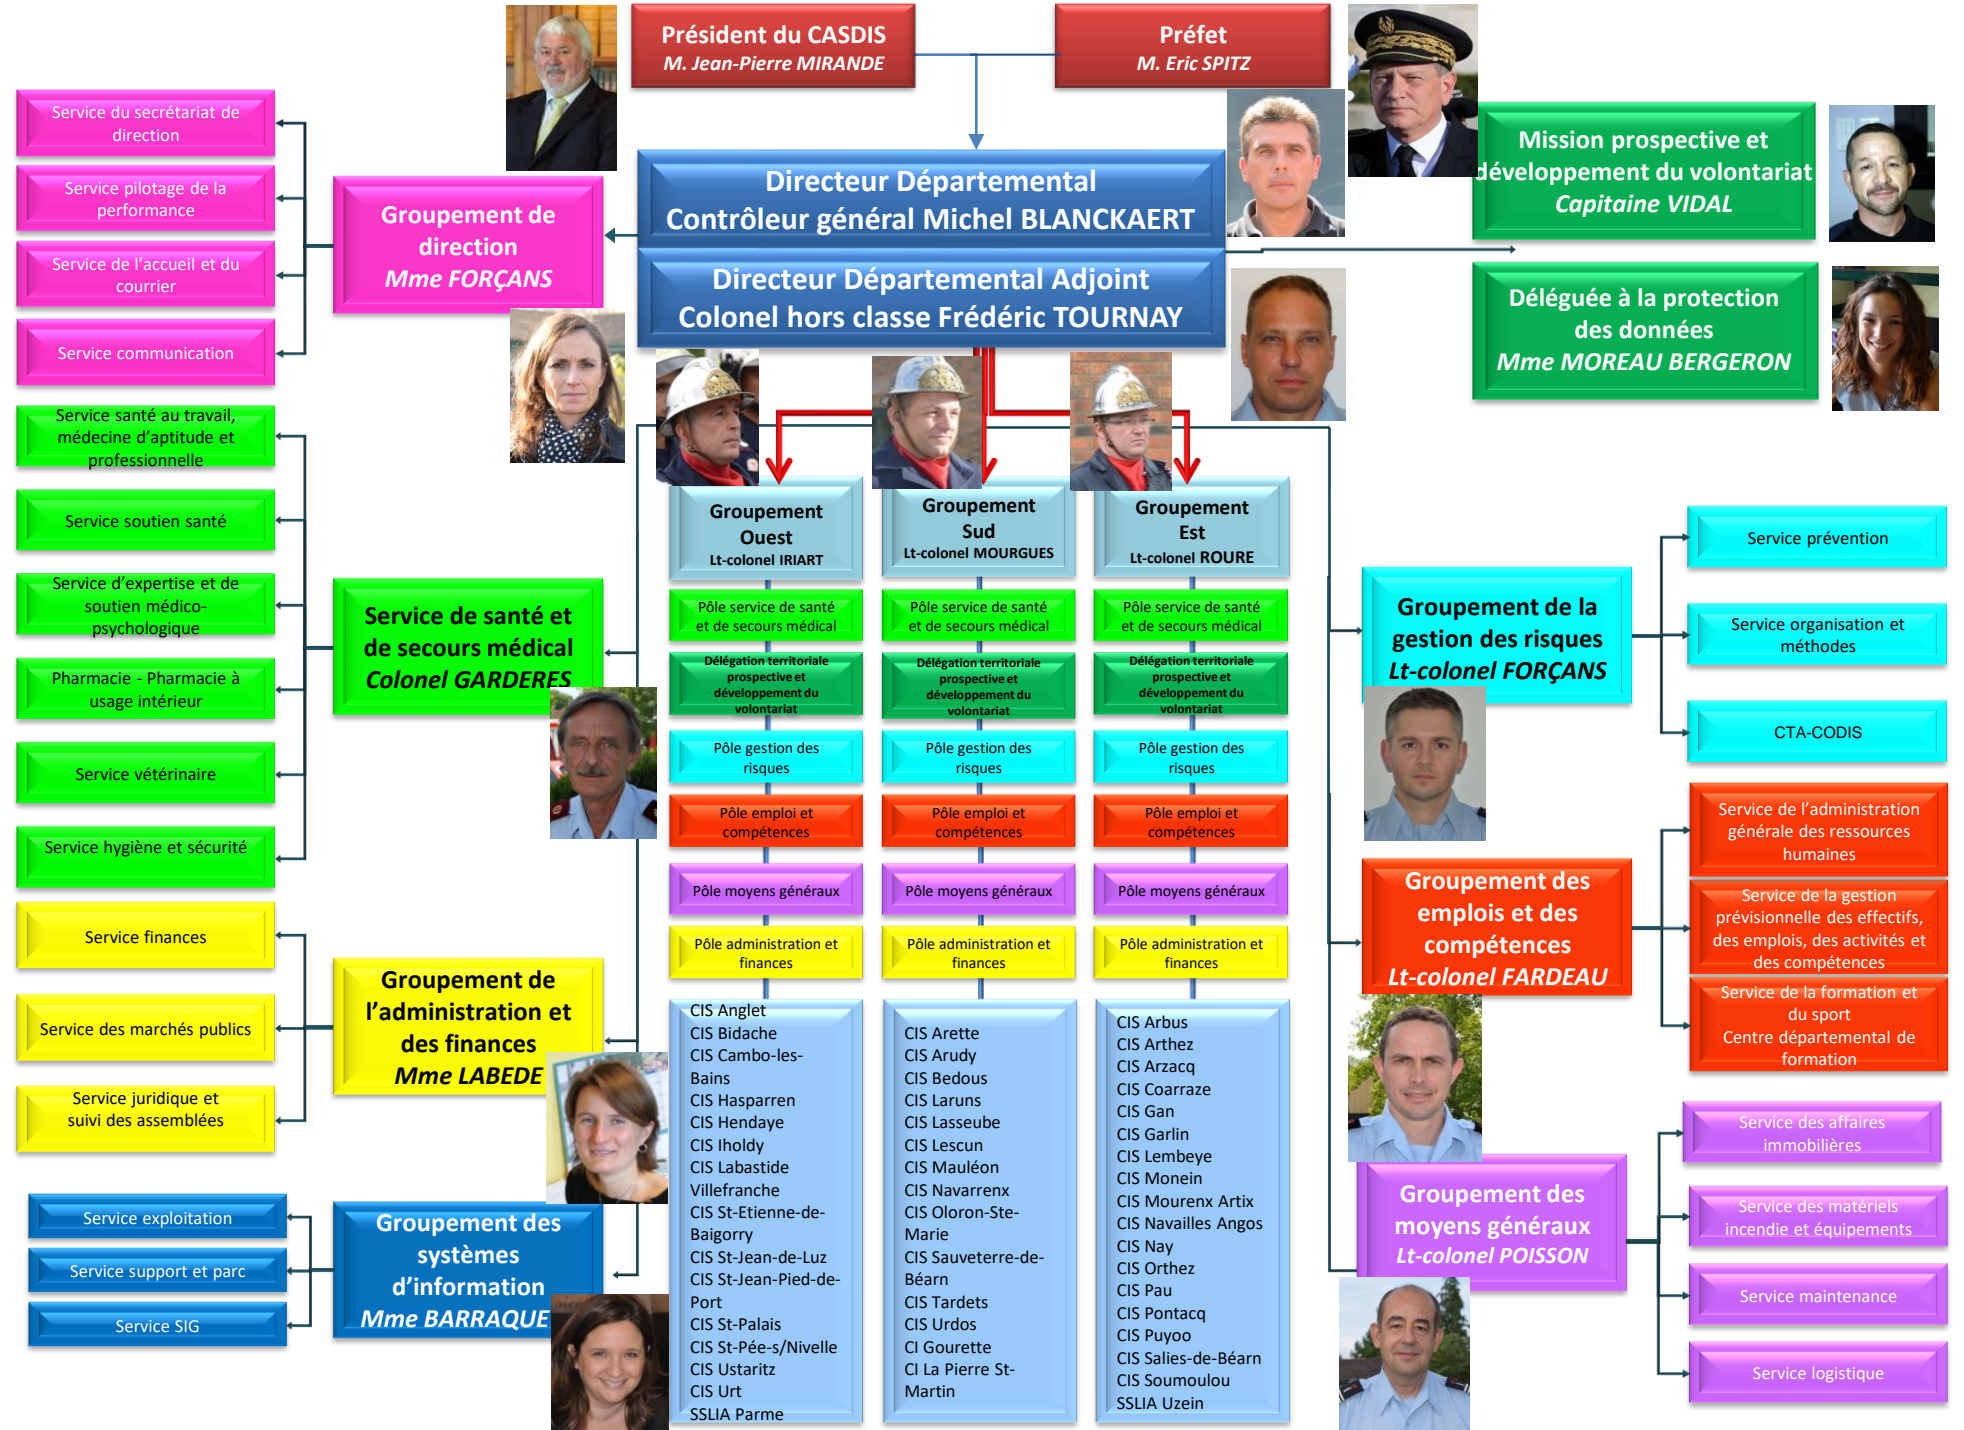 Président du CASDIS
M. Jean-Pierre MIRANDE
Préfet
M. Eric SPITZ
Directeur Départemental
Contrôleur général Michel BLANCKAERT
Directeur Départemental Adjoint
Colonel hors classe Frédéric TOURNAY
Mission prospective et
développement du volontariat
Capitaine VIDAL
Déléguée à la protection
des données
Mme MOREAU BERGERON
Groupement de
direction
Mme FORÇANS
Service du secrétariat de
direction
Service pilotage de la
performance
Service de l'accueil et du
courrier
Service communication
Service de santé et
de secours médical
Colonel GARDERES
Service santé au travail,
médecine d'aptitude et
professionnelle
Service soutien santé
Service d'expertise et de
soutien médico-
psychologique
Pharmacie - Pharmacie à
usage intérieur
Service vétérinaire
Service hygiène et sécurité
Groupement de
l'administration et
des finances
Mme LABEDE
Service finances
Service des marchés publics
Service juridique et
suivi des assemblées
Groupement des
systèmes
d'information
Mme BARRAQUE
Service exploitation
Service support et parc
Service SIG
Groupement
Ouest
Lt-colonel IRIART
Pôle service de santé
et de secours médical
Délégation territoriale
prospective et
développement du
volontariat
Pôle gestion des
risques
Pôle emploi et
compétences
Pôle moyens généraux
Pôle administration et
finances
CIS Anglet
CIS Bidache
CIS Cambo-les-
Bains
CIS Hasparren
CIS Hendaye
CIS Iholdy
CIS Labastide
Villefranche
CIS St-Etienne-de-
Baigorry
CIS St-Jean-de-Luz
CIS St-Jean-Pied-de-
Port
CIS St-Palais
CIS St-Pée-s/Nivelle
CIS Ustaritz
CIS Urt
SSLIA Parme
Groupement
Sud
Lt-colonel MOURGUES
Pôle service de santé
et de secours médical
Délégation territoriale
prospective et
développement du
volontariat
Pôle gestion des
risques
Pôle emploi et
compétences
Pôle moyens généraux
Pôle administration et
finances
CIS Arette
CIS Arudy
CIS Bedous
CIS Laruns
CIS Lasseube
CIS Lescun
CIS Mauléon
CIS Navarrenx
CIS Oloron-Ste-
Marie
CIS Sauveterre-de-
Béarn
CIS Tardets
CIS Urdos
CI Gourette
CI La Pierre St-
Martin
Groupement
Est
Lt-colonel ROURE
Pôle service de santé
et de secours médical
Délégation territoriale
prospective et
développement du
volontariat
Pôle gestion des
risques
Pôle emploi et
compétences
Pôle moyens généraux
Pôle administration et
finances
CIS Arbus
CIS Arthez
CIS Arzacq
CIS Coarraze
CIS Gan
CIS Garlin
CIS Lembeye
CIS Monein
CIS Mourenx Artix
CIS Navailles Angos
CIS Nay
CIS Orthez
CIS Pau
CIS Pontacq
CIS Puyoo
CIS Salies-de-Béarn
CIS Soumoulou
SSLIA Uzein
Groupement de la
gestion des risques
Lt-colonel FORÇANS
Service prévention
Service organisation et
méthodes
CTA-CODIS
Groupement des
emplois et des
compétences
Lt-colonel FARDEAU
Service de l'administration
générale des ressources
humaines
Service de la gestion
prévisionnelle des effectifs,
des emplois, des activités et
des compétences
Service de la formation et
du sport
Centre départemental de
formation
Groupement des
moyens généraux
Lt-colonel POISSON
Service des affaires
immobilières
Service des matériels
incendie et équipements
Service maintenance
Service logistique